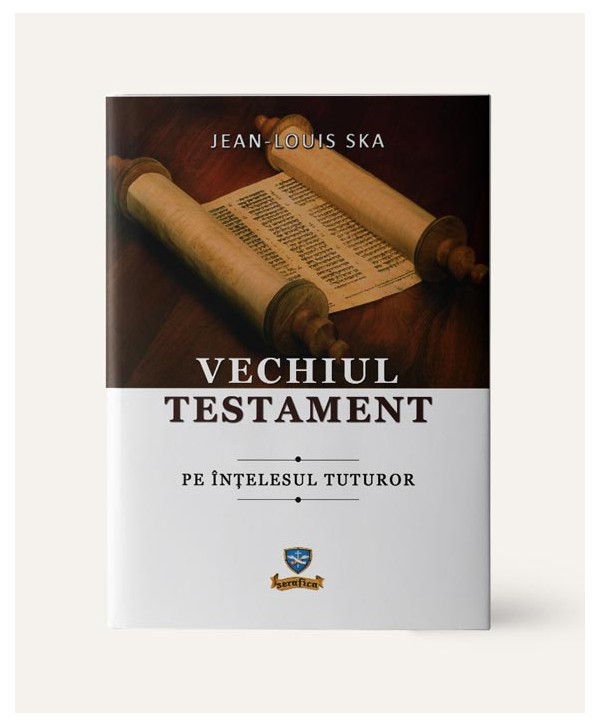 JEAN-LOUIS SKA
VECHIUL
TESTAMENT
PE ÎNȚELESUL TUTUROR
serafica